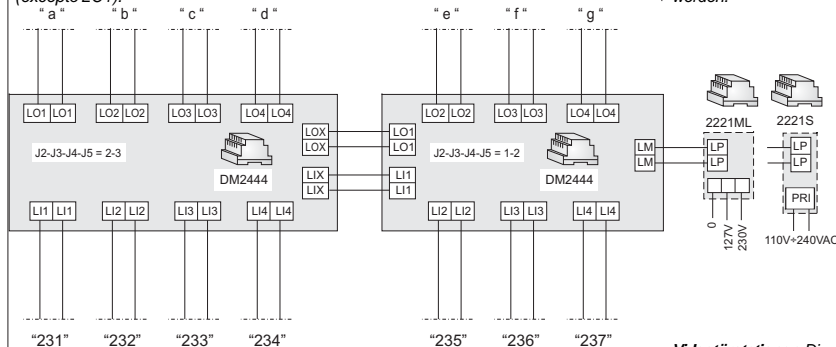 (excepté 2S4).
werden.
“ a “ “ b “ “ c “ “ d “ “ e “ “ f “ “ g “
2221ML 2221S
LO1 LO1 LO2 LO2 LO3 LO3 LO4 LO4 LO2 LO2 LO3 LO3 LO4 LO4
LOX LO1
LOX LO1
LM LP LP
LM LP LP
J2-J3-J4-J5 = 2-3 J2-J3-J4-J5 = 1-2
LIX LI1
LIX LI1
DM2444 DM2444
PRI
LI1 LI1 LI2 LI2 LI3 LI3 LI4 LI4 LI2 LI2 LI3 LI3 LI4 LI4
0 127V 230V
110V÷240VAC
“231” “232” “233” “234” “235” “236” “237”